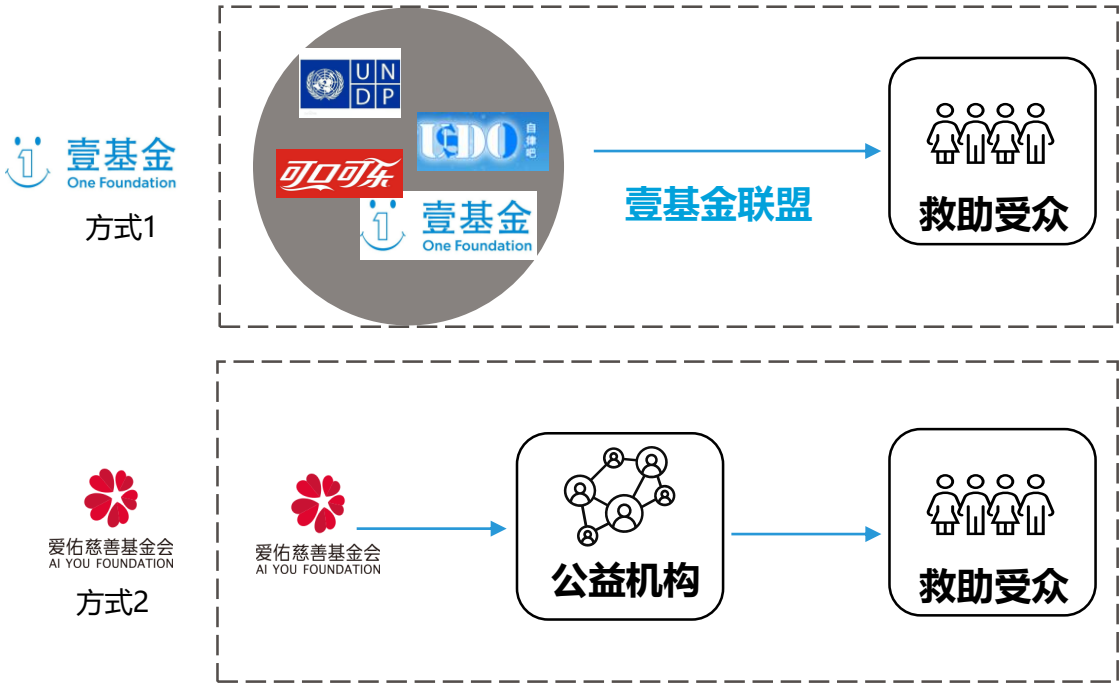 壹基金
One Foundation
方式1
UN
DP
USDO
自律吧
可口可乐
壹基金
One Foundation
壹基金联盟
救助受众
爱佑慈善基金会
AI YOU FOUNDATION
方式2
爱佑慈善基金会
AI YOU FOUNDATION
公益机构
救助受众